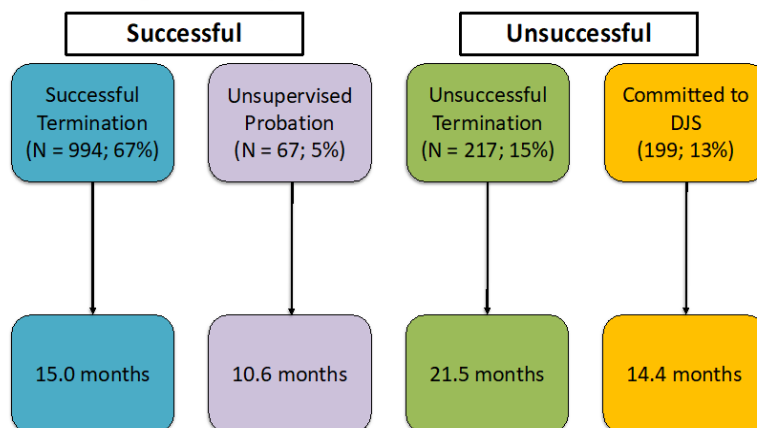 Successful
Unsuccessful
Successful
Termination
(N = 994; 67%)
Unsupervised
Probation
(N = 67; 5%)
Unsuccessful
Termination
(N = 217; 15%)
Committed to
DJS
(199; 13%)
15.0 months
10.6 months
21.5 months
14.4 months